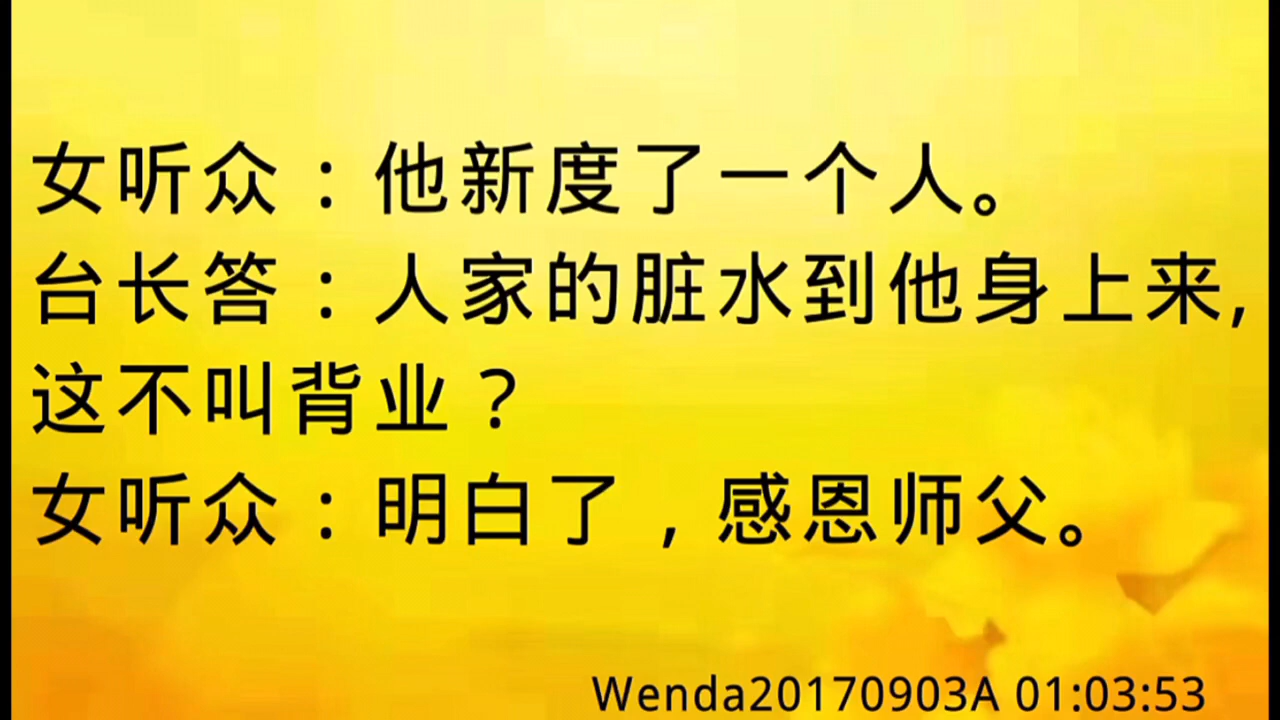 女听众：他新度了一个人。
台长答：人家的脏水到他身上来,
这不叫背业？
女听众：明白了，感恩师父。
Wenda20170903A 01:03:53